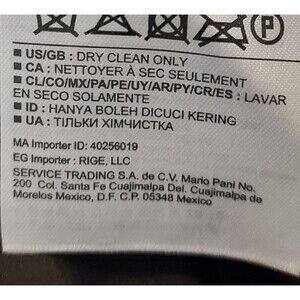 P
■ US/GB : DRY CLEAN ONLY
■ CA : NETTOYER À SEC SEULEMENT
■ CL/CO/MX/PA/PE/UY/AR/PY/CR/ES : LAVAR
EN SECO SOLAMENTE
■ ID : HANYA BOLEH DICUCI KERING
■ UA : ТІЛЬКИ ХІМЧИСТКА
MA Importer ID: 40256019
EG Importer : RIGE, LLC
SERVICE TRADING S.A. de C.V. Mario Pani No.
200 Col. Santa Fe Cuajimalpa Del. Cuajimalpa de
Morelos Mexico, D.F. C.P. 05348 Mexico